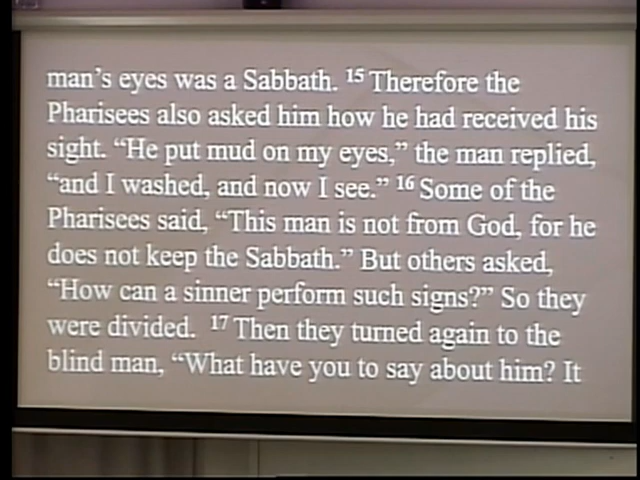 man's eyes was a Sabbath. 15 Therefore the
Pharisees also asked him how he had received his
sight. “He put mud on my eyes,” the man replied,
“and I washed, and now I see.” 16 Some of the
Pharisees said, “This man is not from God, for he
does not keep the Sabbath.” But others asked,
“How can a sinner perform such signs?” So they
were divided. 17 Then they turned again to the
blind man, “What have you to say about him? It